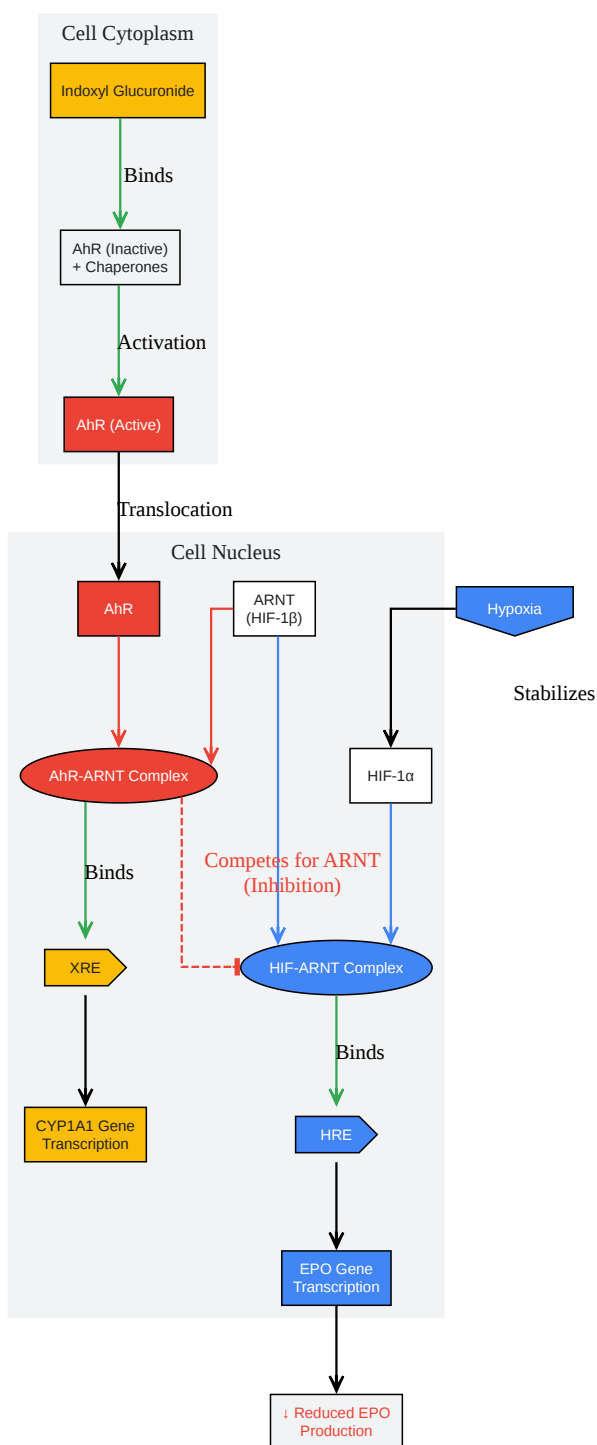 Cell Cytoplasm
Indoxyl Glucuronide
Binds
AhR (Inactive)
+ Chaperones
Activation
AhR (Active)
Translocation
Cell Nucleus
AhR
ARNT
(HIF-1β)
Hypoxia
Stabilizes
AhR-ARNT Complex
HIF-1α
Competes for ARNT
(Inhibition)
Binds
XRE
HIF-ARNT Complex
Binds
CYP1A1 Gene
Transcription
HRE
EPO Gene
Transcription
↓ Reduced EPO
Production